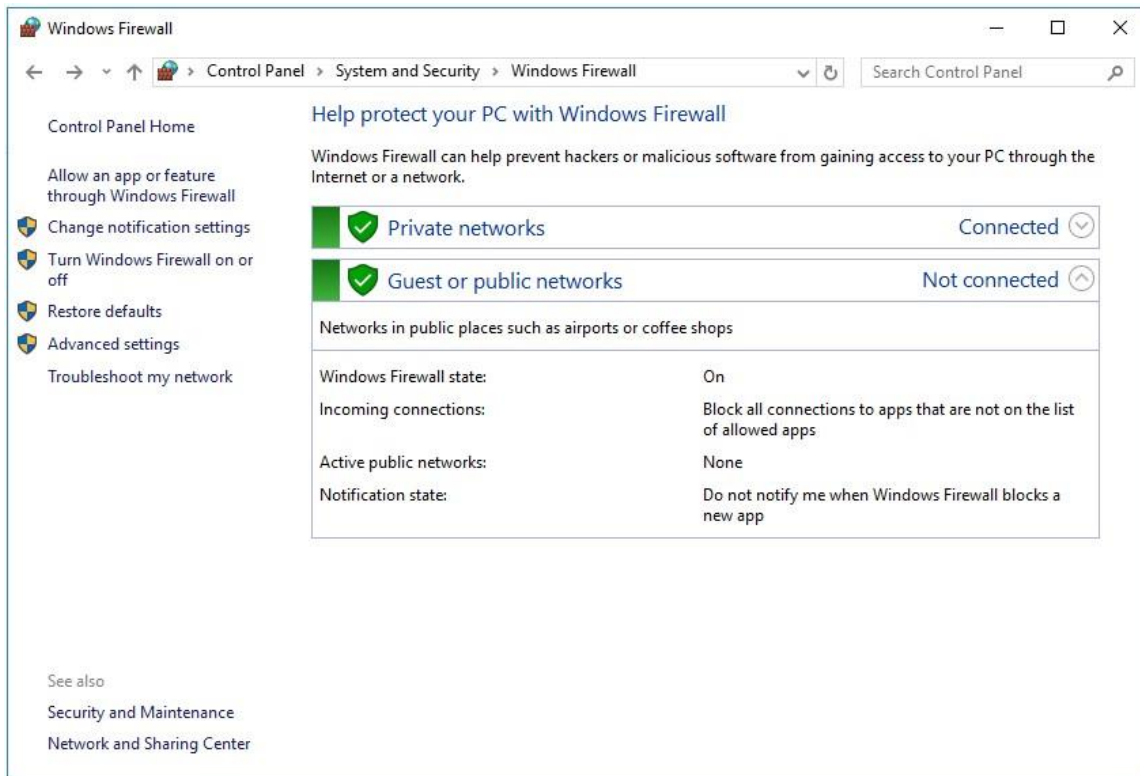 Windows Firewall
Control Panel > System and Security > Windows Firewall
Search Control Panel
Control Panel Home
Allow an app or feature
through Windows Firewall
Change notification settings
Turn Windows Firewall on or
off
Restore defaults
Advanced settings
Troubleshoot my network
See also
Security and Maintenance
Network and Sharing Center
Help protect your PC with Windows Firewall
Windows Firewall can help prevent hackers or malicious software from gaining access to your PC through the
Internet or a network.
Private networks Connected
Guest or public networks Not connected
Networks in public places such as airports or coffee shops
Windows Firewall state: On
Incoming connections: Block all connections to apps that are not on the list
of allowed apps
Active public networks: None
Notification state: Do not notify me when Windows Firewall blocks a
new app